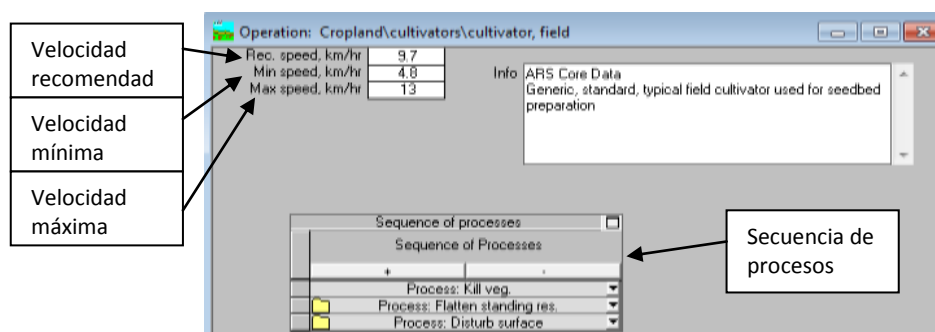 Operation: Cropland\cultivators\cultivator, field
Velocidad
recomendad
Velocidad
mínima
Velocidad
máxima
Rec. speed, km/hr 9.7
Min speed, km/hr 4.8
Max speed, km/hr 13
Info
ARS Core Data
Generic, standard, typical field cultivator used for seedbed
preparation
Sequence of processes
Sequence of Processes
+ -
Process: Kill veg.
Process: Flatten standing res.
Process: Disturb surface
Secuencia de
procesos